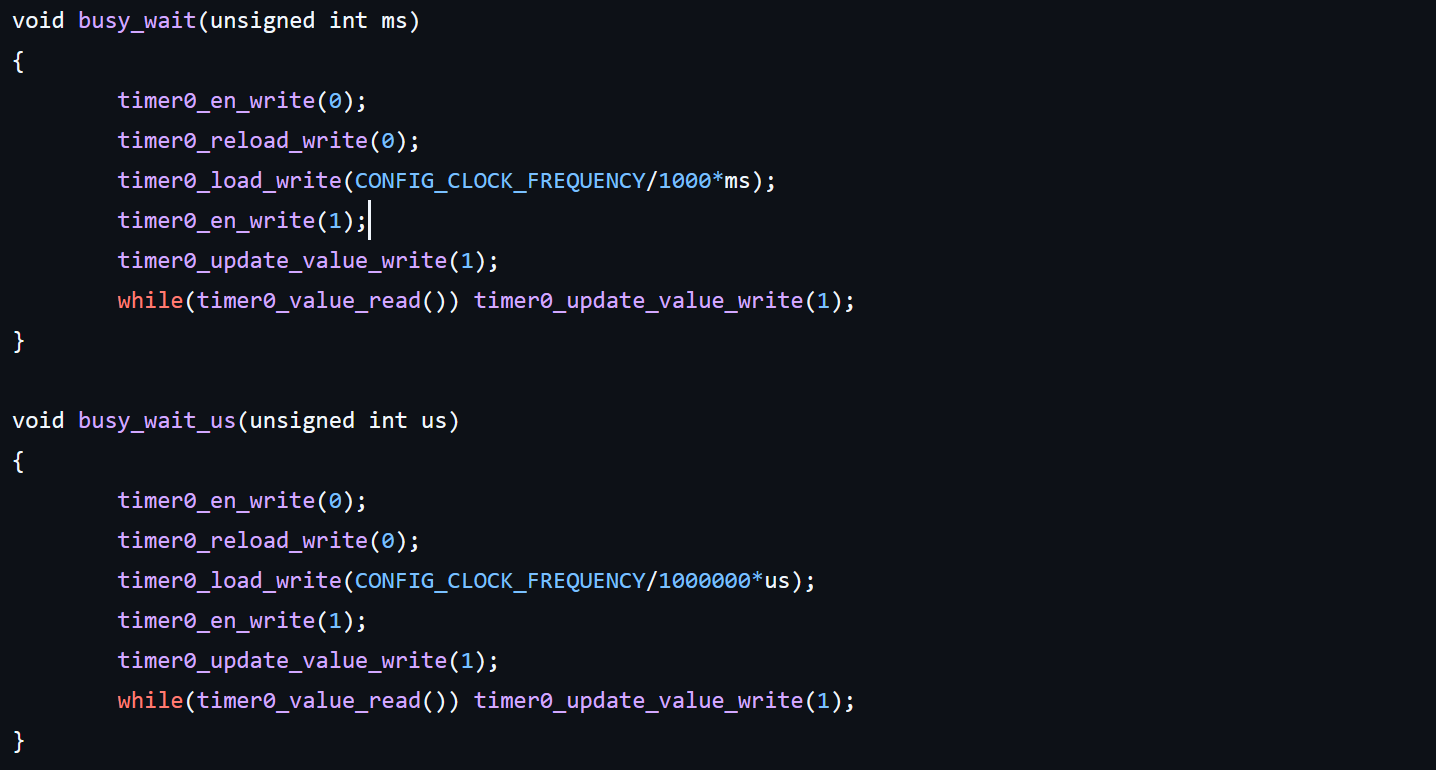 void busy_wait(unsigned int ms)
{
        timer0_en_write(0);
        timer0_reload_write(0);
        timer0_load_write(CONFIG_CLOCK_FREQUENCY/1000*ms);
        timer0_en_write(1);
        timer0_update_value_write(1);
        while(timer0_value_read()) timer0_update_value_write(1);
}

void busy_wait_us(unsigned int us)
{
        timer0_en_write(0);
        timer0_reload_write(0);
        timer0_load_write(CONFIG_CLOCK_FREQUENCY/1000000*us);
        timer0_en_write(1);
        timer0_update_value_write(1);
        while(timer0_value_read()) timer0_update_value_write(1);
}